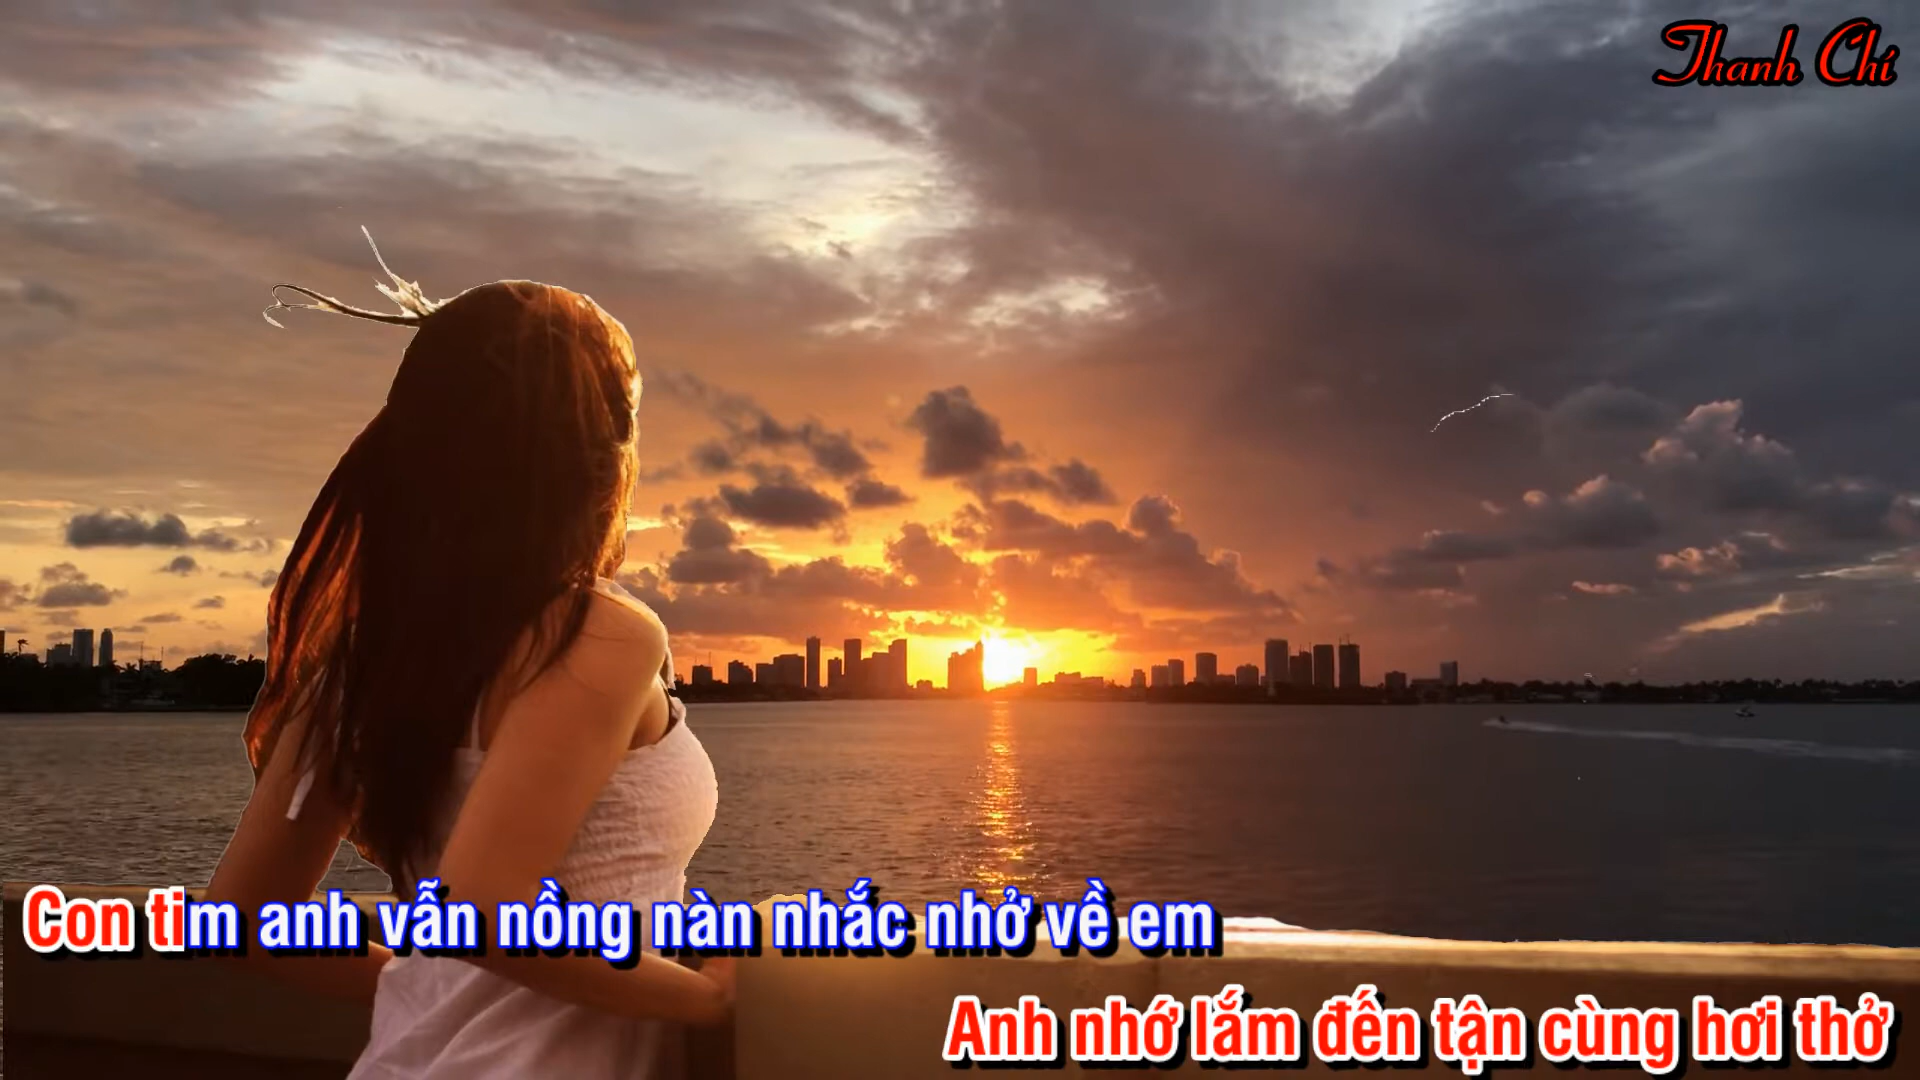 Thanh Chí
Con tim anh vẫn nồng nàn nhắc nhở về em
Anh nhớ lắm đến tận cùng hơi thở